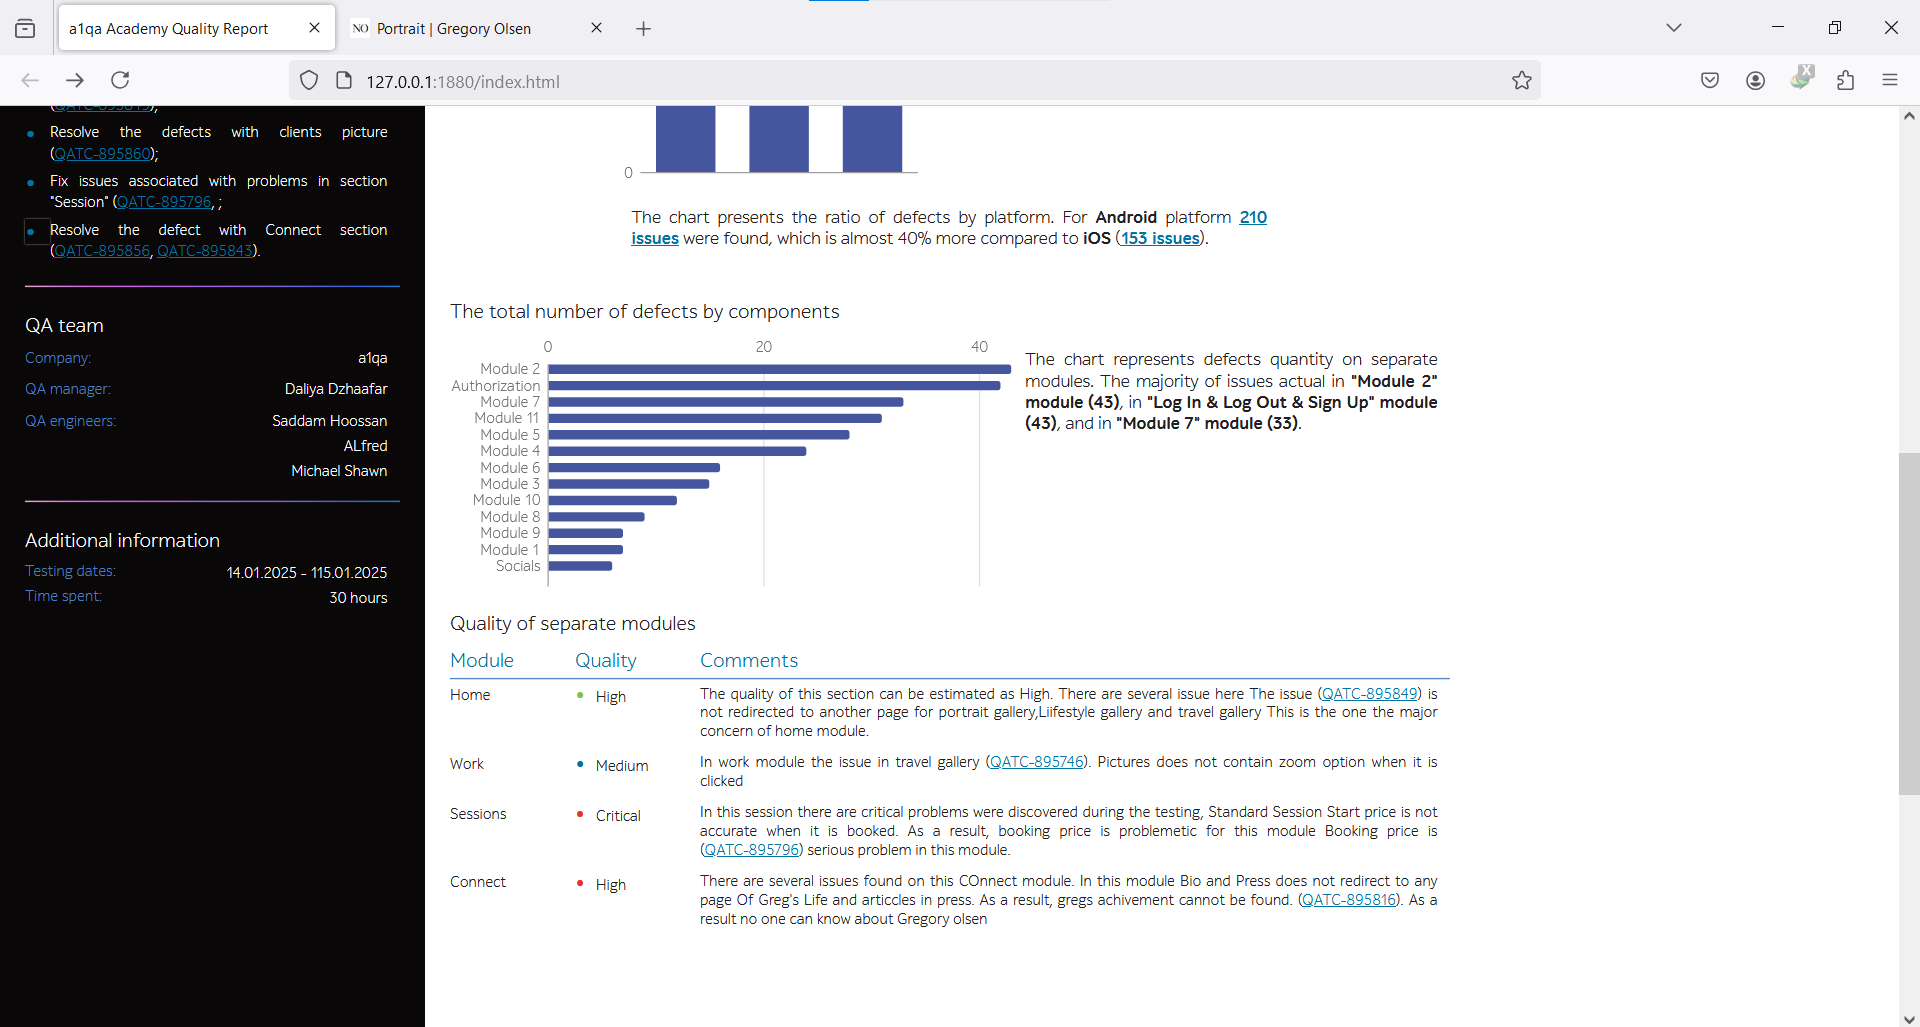 a1qa Academy Quality Report
NO Portrait | Gregory Olsen
127.0.0.1:1880/index.html
Resolve the defects with clients picture
(QATC-895860);
Fix issues associated with problems in section
"Session" (QATC-895796, ;
Resolve the defect with Connect section
(QATC-895856, QATC-895843).
QA team
Company: a1qa
QA manager: Daliya Dzhaafar
QA engineers: Saddam Hoossan
ALfred
Michael Shawn
Additional information
Testing dates: 14.01.2025 - 115.01.2025
Time spent: 30 hours
0
The chart presents the ratio of defects by platform. For Android platform 210
issues were found, which is almost 40% more compared to iOS (153 issues).
The total number of defects by components
0 20 40
Module 2
Authorization
Module 7
Module 11
Module 5
Module 4
Module 6
Module 3
Module 10
Module 8
Module 9
Module 1
Socials
The chart represents defects quantity on separate
modules. The majority of issues actual in "Module 2"
module (43), in "Log In & Log Out & Sign Up" module
(43), and in "Module 7" module (33).
Quality of separate modules
Module Quality Comments
Home High The quality of this section can be estimated as High. There are several issue here The issue (QATC-895849) is
not redirected to another page for portrait gallery,Liifestyle gallery and travel gallery This is the one the major
concern of home module.
Work Medium In work module the issue in travel gallery (QATC-895746). Pictures does not contain zoom option when it is
clicked
Sessions Critical In this session there are critical problems were discovered during the testing, Standard Session Start price is not
accurate when it is booked. As a result, booking price is problemetic for this module Booking price is
(QATC-895796) serious problem in this module.
Connect High There are several issues found on this COnnect module. In this module Bio and Press does not redirect to any
page Of Greg's Life and articcles in press. As a result, gregs achivement cannot be found. (QATC-895816). As a
result no one can know about Gregory olsen